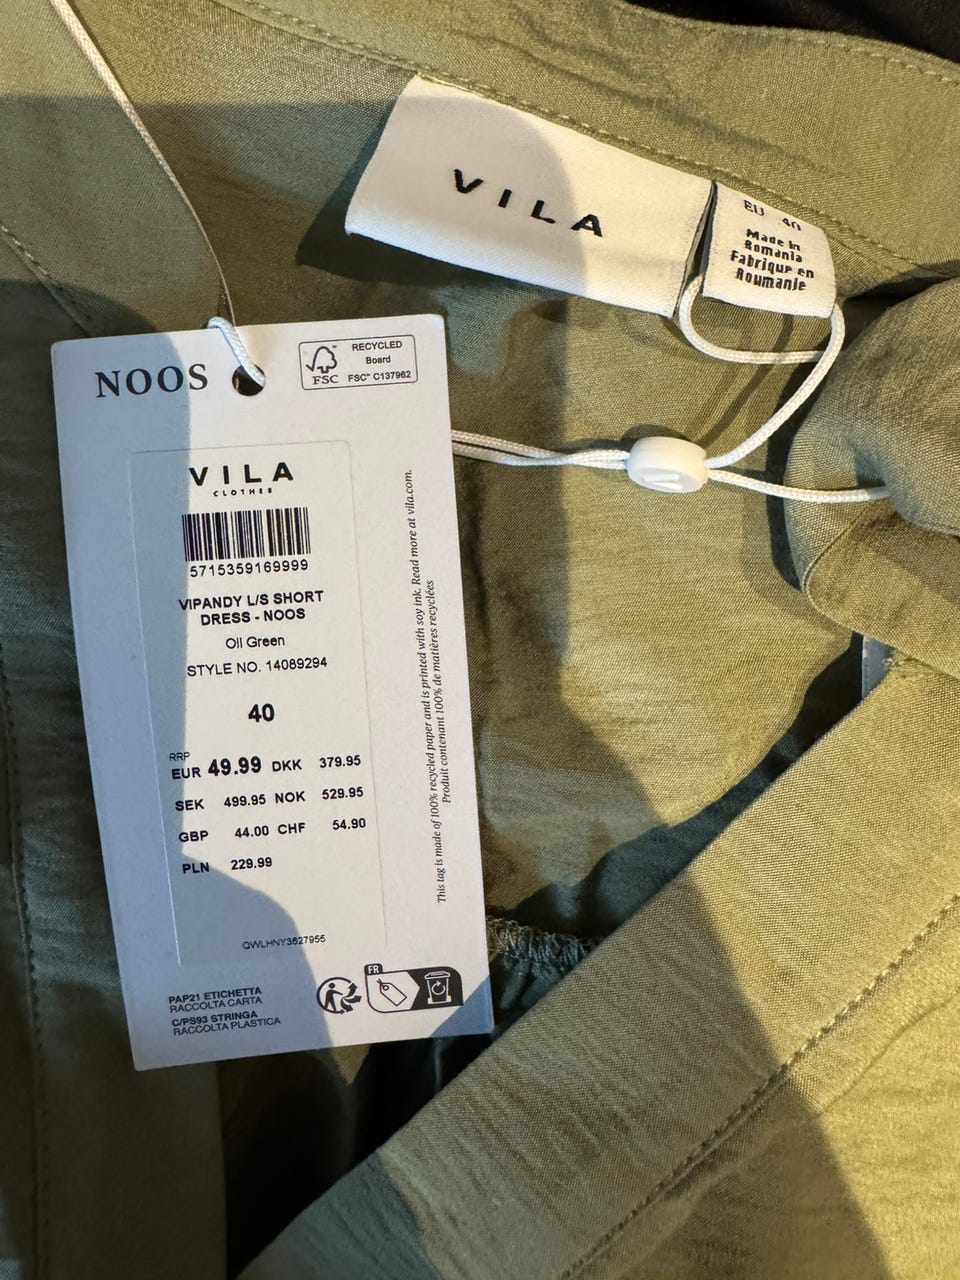 VILA
EU 40
Made in
Romania
Fabriqué en
Roumanie
NOOS
FSC
RECYCLED
Board
FSC™ C137962
VILA
CLOTHES
5715359169999
VIPANDY L/S SHORT
DRESS - NOOS
Oil Green
STYLE NO. 14089294
40
RRP
EUR 49.99 DKK 379.95
SEK 499.95 NOK 529.95
GBP 44.00 CHF 54.90
PLN 229.99
QWLHNY3627955
This tag is made of 100% recycled paper and is printed with soy ink. Read more at vila.com.
Produit contenant 100% de matières recyclées
PAP21 ETICHETTA
RACCOLTA CARTA
C/PS93 STRINGA
RACCOLTA PLASTICA
FR